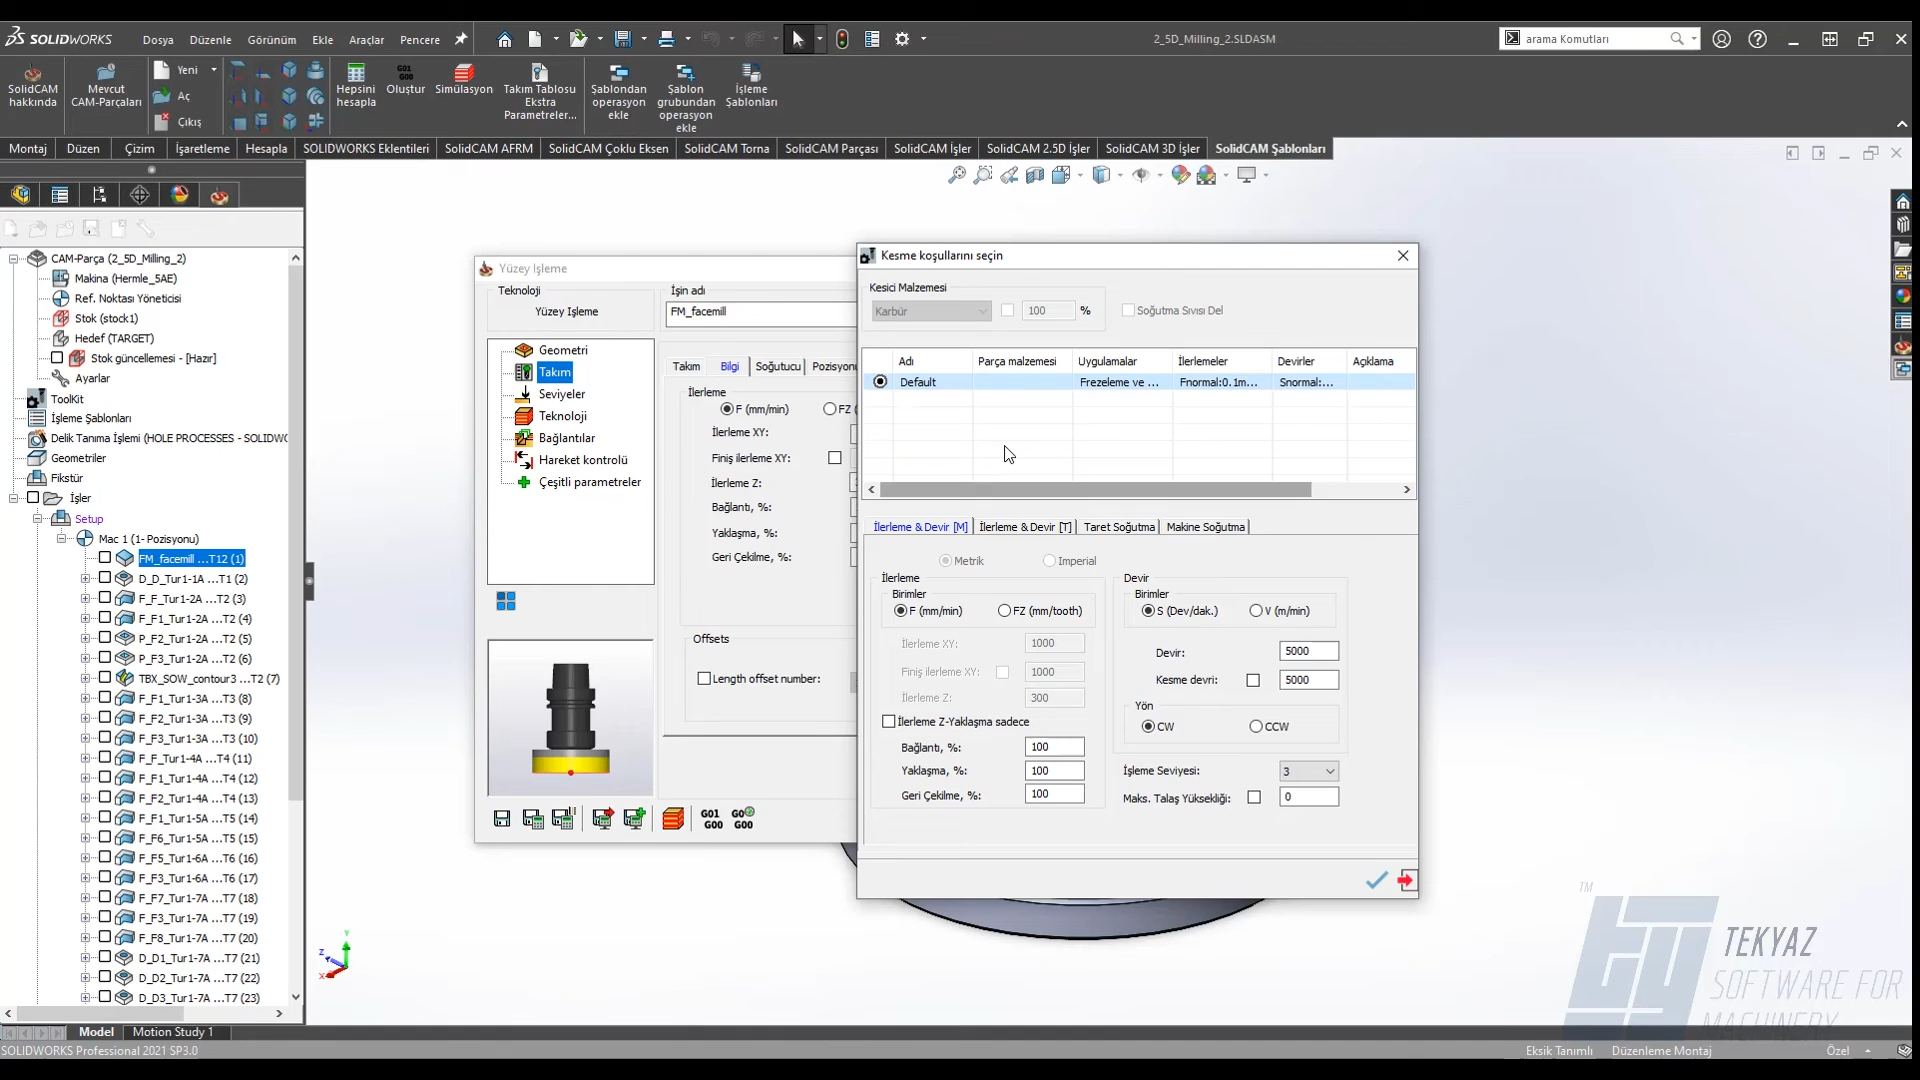 SOLIDWORKS Dosya Düzenle Görünüm Ekle Araçlar Pencere 2_5D_Milling_2.SLDASM arama Komutları
SolidCAM hakkında
Mevcut CAM-Parçaları
Yeni
Aç
Çıkış
Hepsini hesapla
G01 G00 Oluştur
Simülasyon
Takım Tablosu Ekstra Parametreler...
Şablondan operasyon ekle
Şablon grubundan operasyon ekle
İşleme Şablonları
Montaj Düzen Çizim İşaretleme Hesapla SOLIDWORKS Eklentileri SolidCAM AFRM SolidCAM Çoklu Eksen SolidCAM Torna SolidCAM Parçası SolidCAM İşler SolidCAM 2.5D İşler SolidCAM 3D İşler SolidCAM Şablonları
CAM-Parça (2_5D_Milling_2)
Makina (Hermle_5AE)
Ref. Noktası Yöneticisi
Stok (stock1)
Hedef (TARGET)
Stok güncellemesi - [Hazır]
Ayarlar
ToolKit
İşleme Şablonları
Delik Tanıma İşlemi (HOLE PROCESSES - SOLIDW
Geometriler
Fikstür
İşler
Setup
Mac 1 (1- Pozisyonu)
FM_facemill ...T12 (1)
D_D_Tur1-1A ...T1 (2)
F_F_Tur1-2A ...T2 (3)
F_F1_Tur1-2A ...T2 (4)
P_F2_Tur1-2A ...T2 (5)
P_F3_Tur1-2A ...T2 (6)
TBX_SOW_contour3 ...T2 (7)
F_F1_Tur1-3A ...T3 (8)
F_F2_Tur1-3A ...T3 (9)
F_F3_Tur1-3A ...T3 (10)
F_F_Tur1-4A ...T4 (11)
F_F1_Tur1-4A ...T4 (12)
F_F2_Tur1-4A ...T4 (13)
F_F1_Tur1-5A ...T5 (14)
F_F6_Tur1-5A ...T5 (15)
F_F5_Tur1-6A ...T6 (16)
F_F3_Tur1-6A ...T6 (17)
F_F7_Tur1-7A ...T7 (18)
F_F3_Tur1-7A ...T7 (19)
F_F8_Tur1-7A ...T7 (20)
D_D1_Tur1-7A ...T7 (21)
D_D2_Tur1-7A ...T7 (22)
D_D3_Tur1-7A ...T7 (23)
Yüzey İşleme
Teknoloji
Yüzey İşleme
İşin adı
FM_facemill
Geometri
Takım
Seviyeler
Teknoloji
Bağlantılar
Hareket kontrolü
Çeşitli parametreler
Takım Bilgi Soğutucu Pozisyonu
İlerleme
F (mm/min) FZ (
İlerleme XY:
Finiş ilerleme XY:
İlerleme Z:
Bağlantı, %:
Yaklaşma, %:
Geri Çekilme, %:
Offsets
Length offset number:
G01 G00
G0 G00
Kesme koşullarını seçin
Kesici Malzemesi
Karbür 100 % Soğutma Sıvısı Del
Adı Parça malzemesi Uygulamalar İlerlemeler Devirler Açıklama
Default Frezeleme ve ... Fnormal:0.1m... Snormal:...
İlerleme & Devir [M] İlerleme & Devir [T] Taret Soğutma Makine Soğutma
Metrik Imperial
İlerleme
Birimler
F (mm/min) FZ (mm/tooth)
İlerleme XY: 1000
Finiş ilerleme XY: 1000
İlerleme Z: 300
İlerleme Z-Yaklaşma sadece
Bağlantı, %: 100
Yaklaşma, %: 100
Geri Çekilme, %: 100
Devir
Birimler
S (Dev/dak.) V (m/min)
Devir: 5000
Kesme devri: 5000
Yön
CW CCW
İşleme Seviyesi: 3
Maks. Talaş Yüksekliği: 0
Y
Z
X
TM
TEKYAZ
SOFTWARE FOR
MACHINERY
Model Motion Study 1
SOLIDWORKS Professional 2021 SP3.0 Eksik Tanımlı Düzenleme Montaj Özel